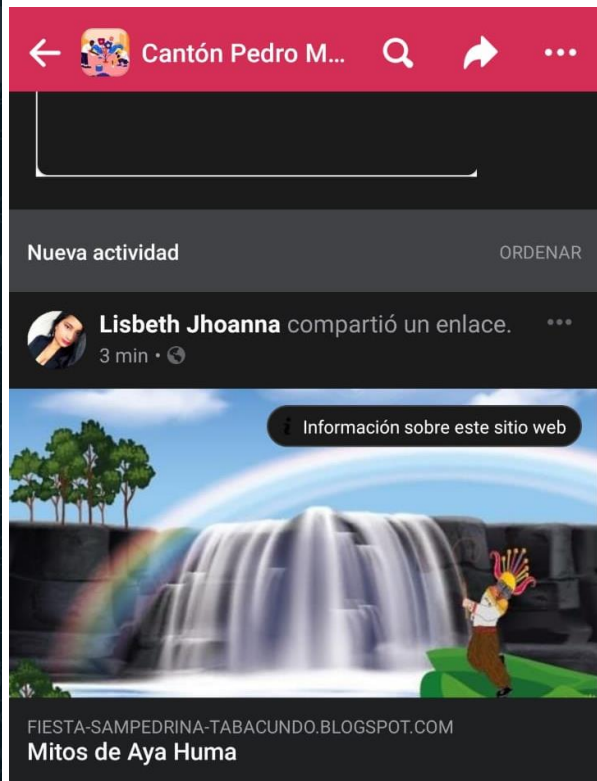 Cantón Pedro M...
Nueva actividad
ORDENAR
Lisbeth Jhoanna compartió un enlace.
3 min
Información sobre este sitio web
FIESTA-SAMPEDRINA-TABACUNDO.BLOGSPOT.COM
Mitos de Aya Huma